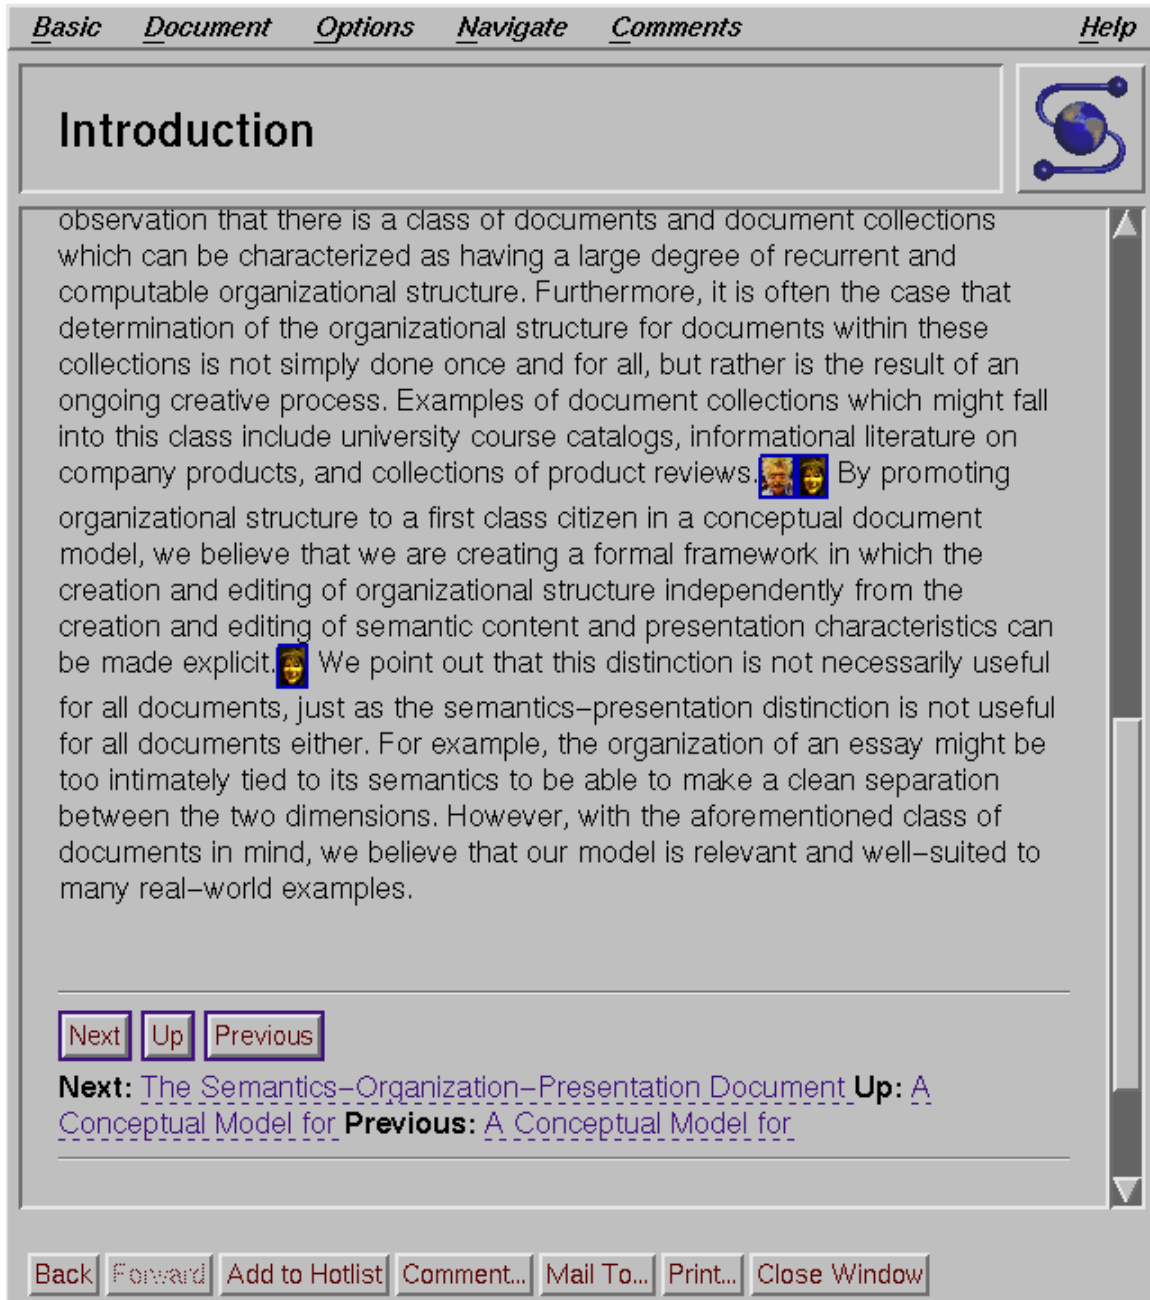 Basic Document Options Navigate Comments Help
Introduction
observation that there is a class of documents and document collections
which can be characterized as having a large degree of recurrent and
computable organizational structure. Furthermore, it is often the case that
determination of the organizational structure for documents within these
collections is not simply done once and for all, but rather is the result of an
ongoing creative process. Examples of document collections which might fall
into this class include university course catalogs, informational literature on
company products, and collections of product reviews. By promoting
organizational structure to a first class citizen in a conceptual document
model, we believe that we are creating a formal framework in which the
creation and editing of organizational structure independently from the
creation and editing of semantic content and presentation characteristics can
be made explicit. We point out that this distinction is not necessarily useful
for all documents, just as the semantics-presentation distinction is not useful
for all documents either. For example, the organization of an essay might be
too intimately tied to its semantics to be able to make a clean separation
between the two dimensions. However, with the aforementioned class of
documents in mind, we believe that our model is relevant and well-suited to
many real-world examples.
Next Up Previous
Next: The Semantics-Organization-Presentation Document Up: A
Conceptual Model for Previous: A Conceptual Model for
Back Forward Add to Hotlist Comment... Mail To... Print... Close Window